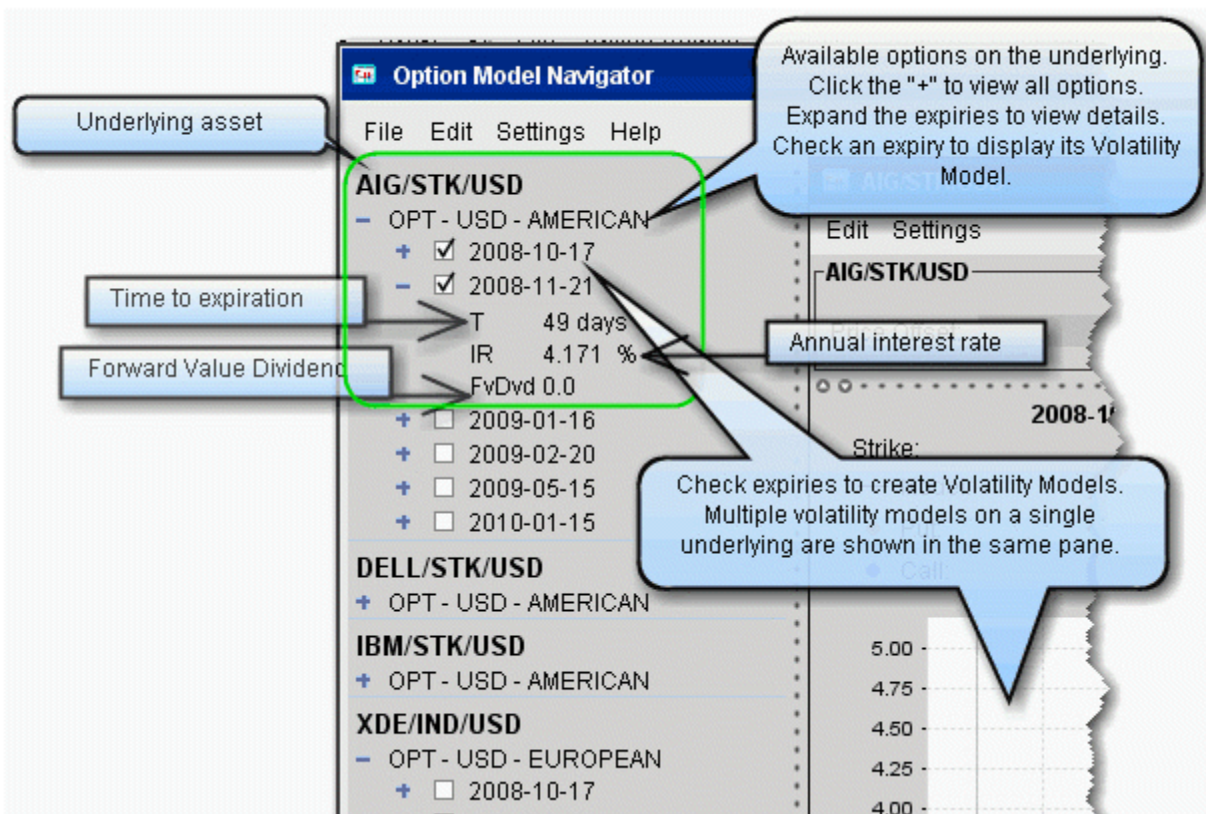 Option Model Navigator
File Edit Settings Help
Underlying asset
Available options on the underlying.
Click the "+" to view all options.
Expand the expiries to view details.
Check an expiry to display its Volatility
Model.
AIG/STK/USD
− OPT - USD - AMERICAN
+ 2008-10-17
− 2008-11-21
Time to expiration
T 49 days
IR 4.171 %
Annual interest rate
Forward Value Dividend
FvDvd 0.0
+ 2009-01-16
+ 2009-02-20
+ 2009-05-15
+ 2010-01-15
DELL/STK/USD
+ OPT - USD - AMERICAN
IBM/STK/USD
+ OPT - USD - AMERICAN
XDE/IND/USD
− OPT - USD - EUROPEAN
+ 2008-10-17
AIG/ST
Edit Settings
AIG/STK/USD
Price Offset:
2008-1
Strike:
Check expiries to create Volatility Models.
Multiple volatility models on a single
underlying are shown in the same pane.
Call:
5.00
4.75
4.50
4.25
4.00